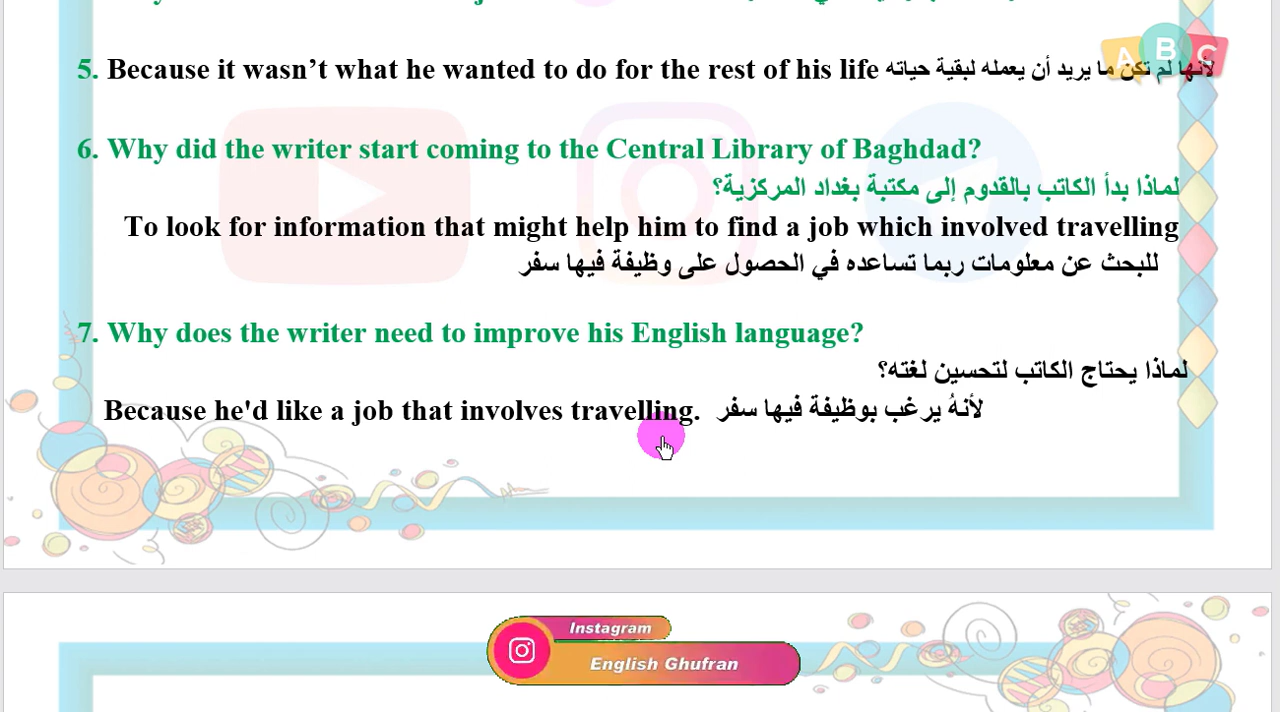 5. Because it wasn’t what he wanted to do for the rest of his life لأنها لم تكن ما يريد أن يعمله لبقية حياته
A B C
6. Why did the writer start coming to the Central Library of Baghdad?
لماذا بدأ الكاتب بالقدوم إلى مكتبة بغداد المركزية؟
To look for information that might help him to find a job which involved travelling
للبحث عن معلومات ربما تساعده في الحصول على وظيفة فيها سفر
7. Why does the writer need to improve his English language?
لماذا يحتاج الكاتب لتحسين لغته؟
Because he'd like a job that involves travelling. لأنهُ يرغب بوظيفة فيها سفر
Instagram
English Ghufran